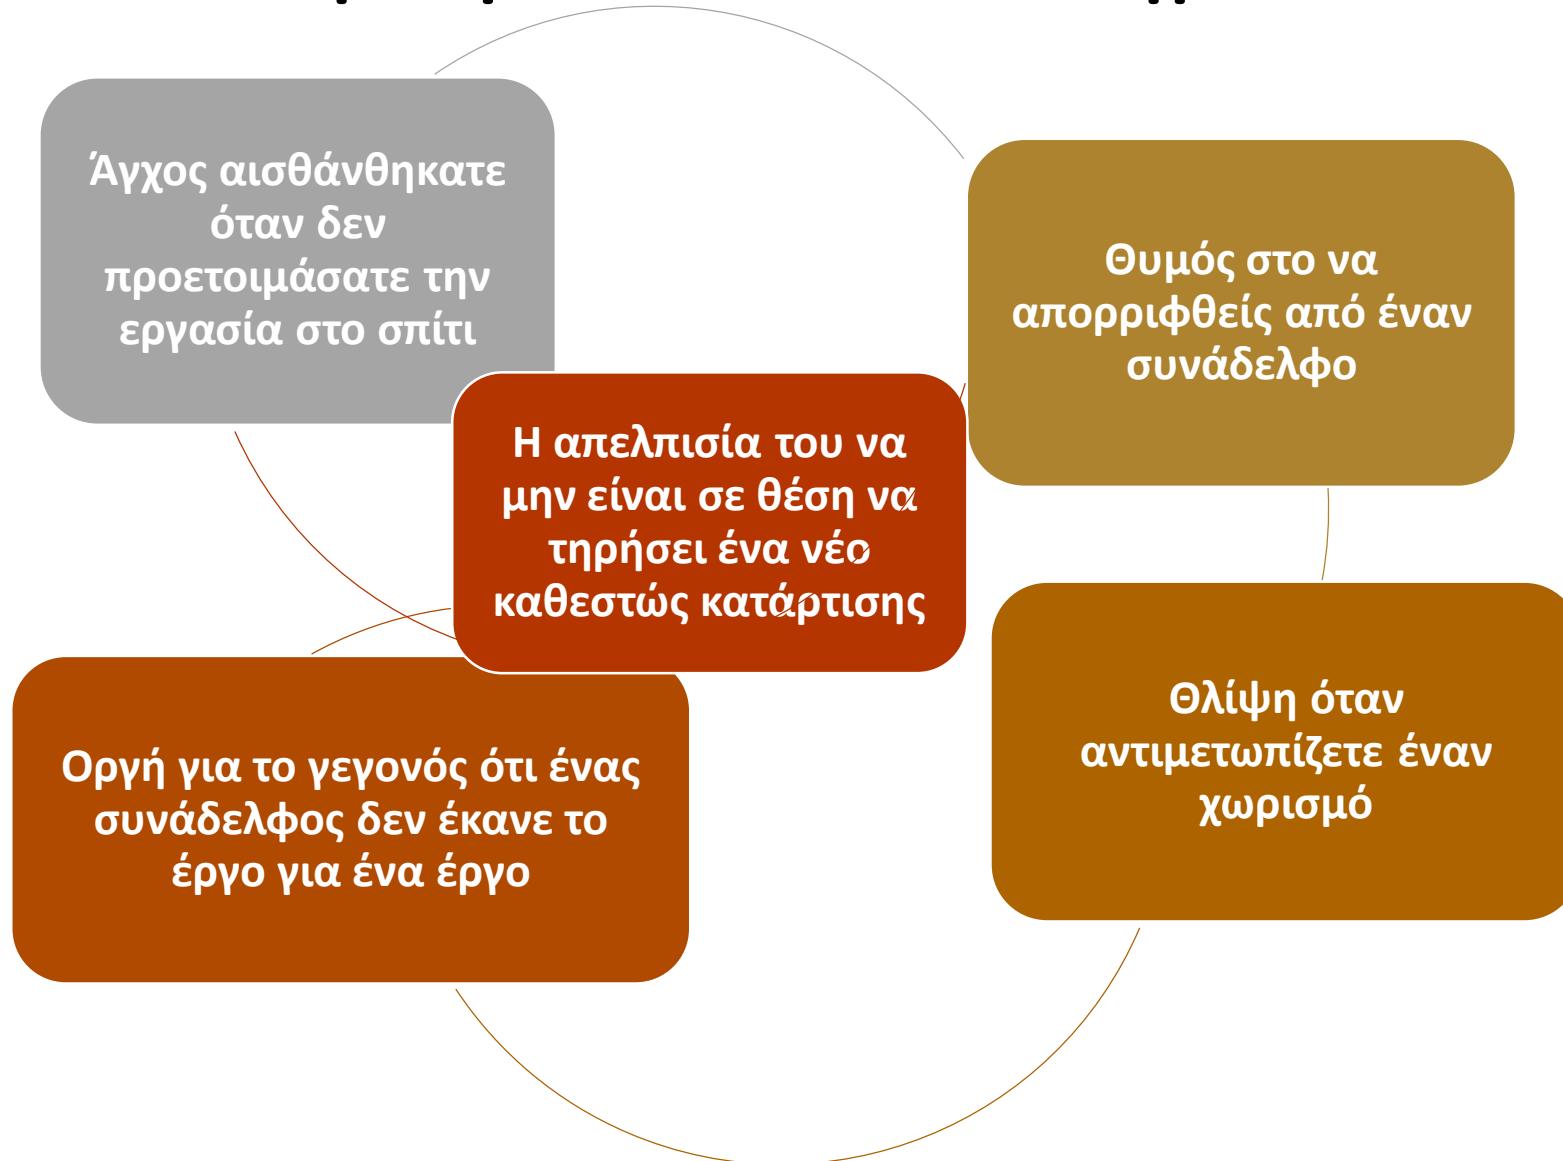 Άγχος αισθάνθηκατε
όταν δεν
προετοιμάσατε την
εργασία στο σπίτι
Θυμός στο να
απορριφθείς από έναν
συνάδελφο
Η απελπισία του να
μην είναι σε θέση να
τηρήσει ένα νέο
καθεστώς κατάρτισης
Θλίψη όταν
αντιμετωπίζετε έναν
χωρισμό
Οργή για το γεγονός ότι ένας
συνάδελφος δεν έκανε το
έργο για ένα έργο